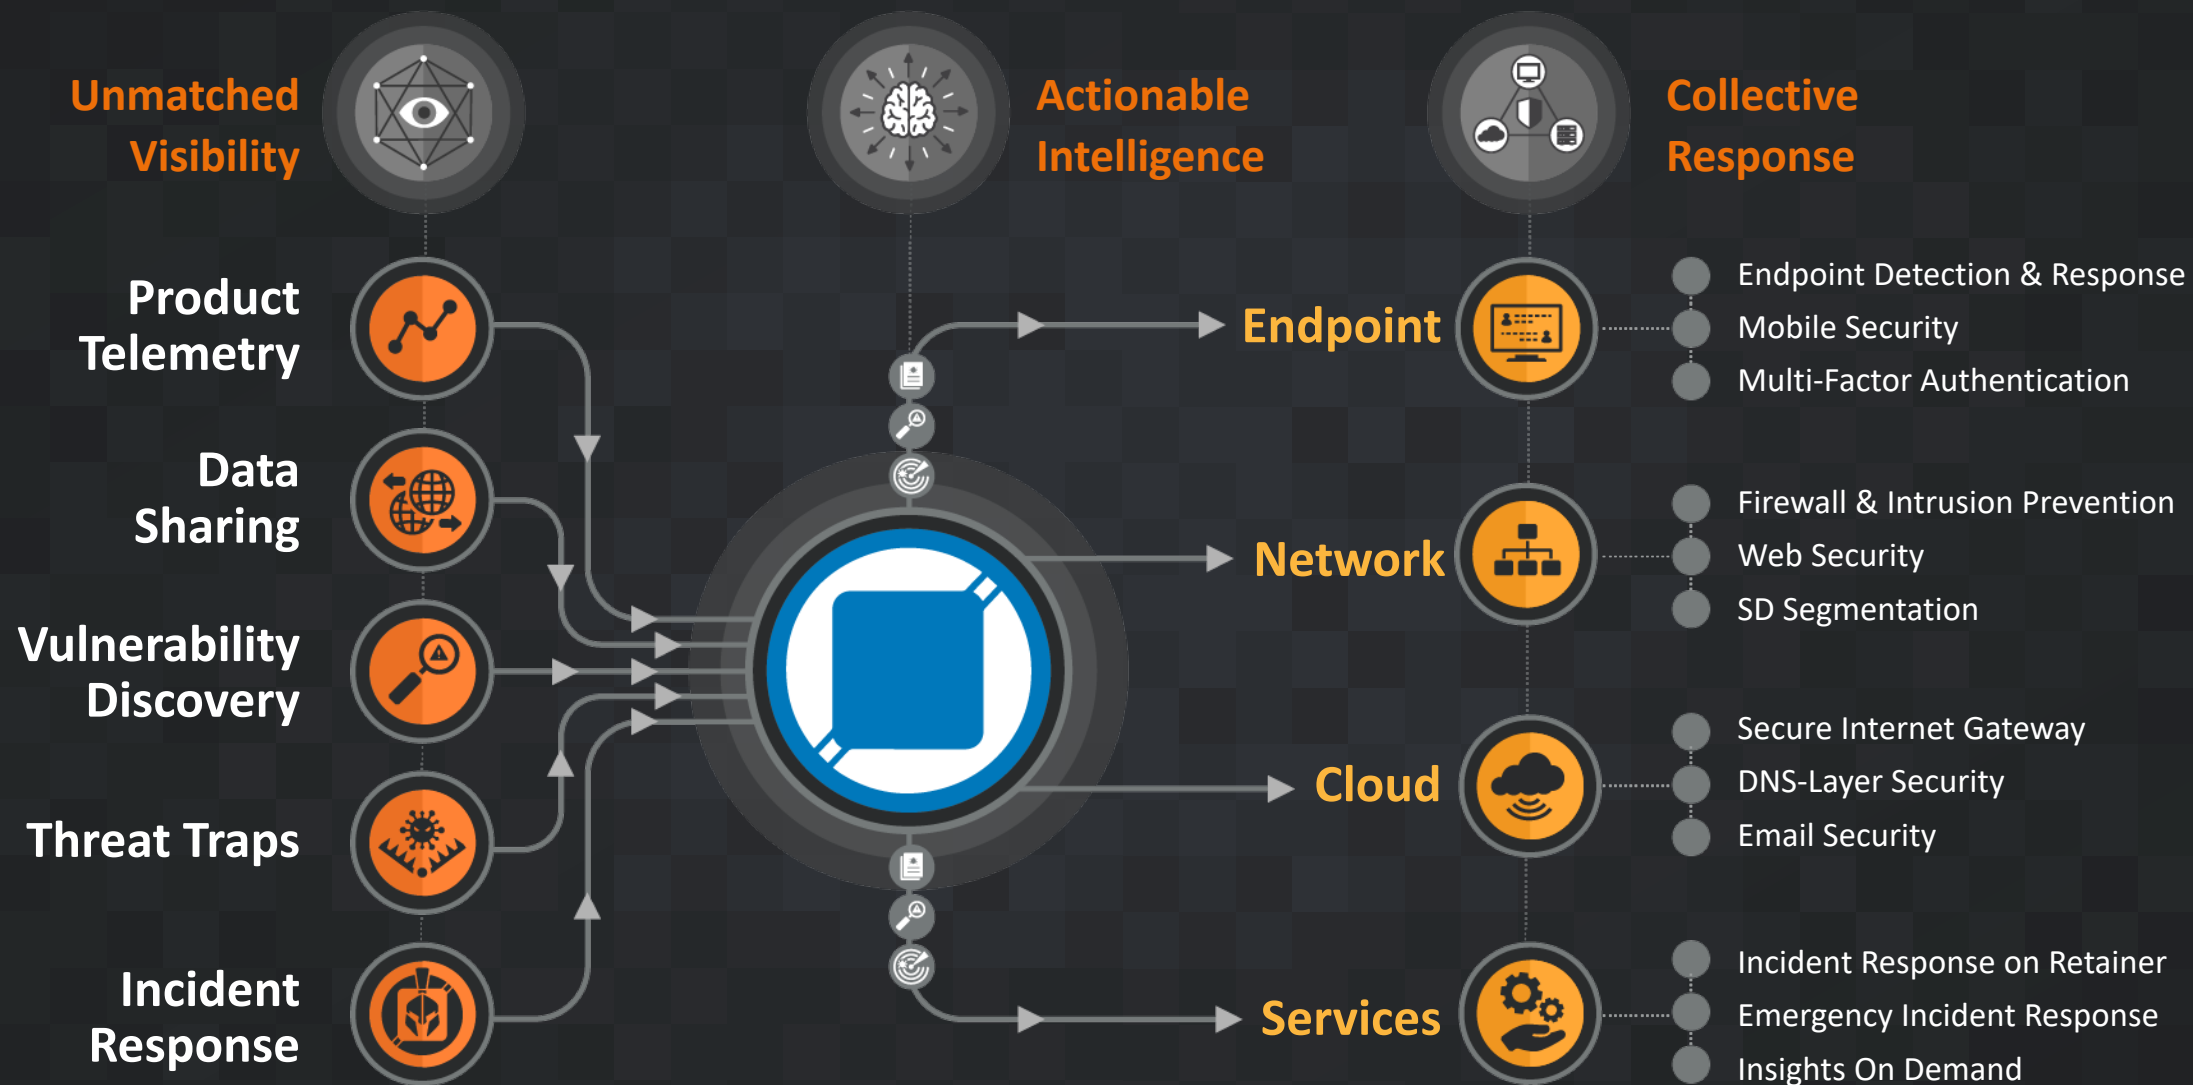 Unmatched
Visibility
Actionable
Intelligence
Collective
Response
Product
Telemetry
Data
Sharing
Vulnerability
Discovery
Threat Traps
Incident
Response
Endpoint
Endpoint Detection & Response
Mobile Security
Multi-Factor Authentication
Network
Firewall & Intrusion Prevention
Web Security
SD Segmentation
Cloud
Secure Internet Gateway
DNS-Layer Security
Email Security
Services
Incident Response on Retainer
Emergency Incident Response
Insights On Demand